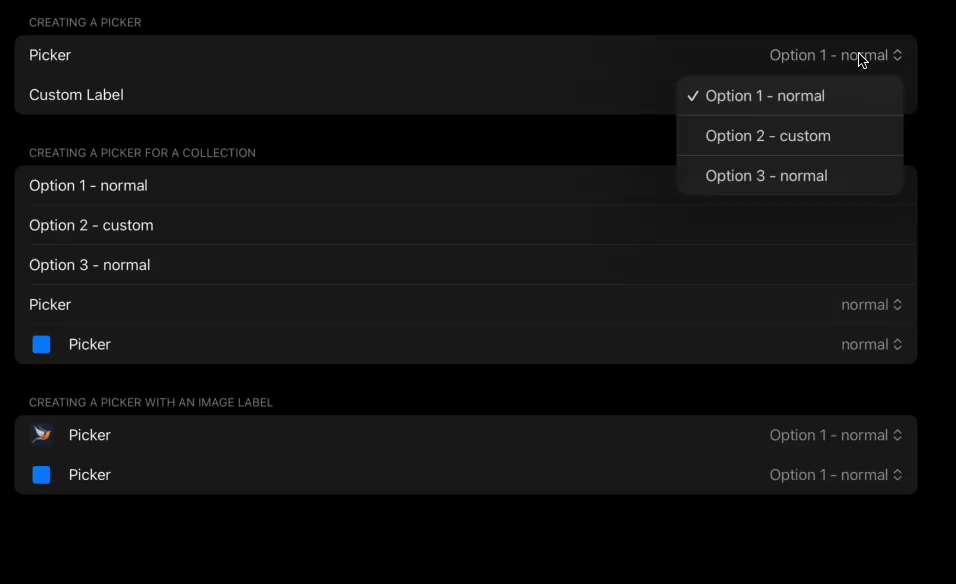 CREATING A PICKER
Picker Option 1 - normal
Custom Label
Option 1 - normal
Option 2 - custom
Option 3 - normal
CREATING A PICKER FOR A COLLECTION
Option 1 - normal
Option 2 - custom
Option 3 - normal
Picker normal
Picker normal
CREATING A PICKER WITH AN IMAGE LABEL
Picker Option 1 - normal
Picker Option 1 - normal